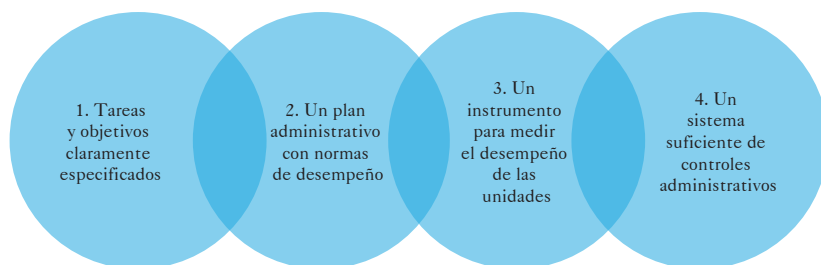 1. Tareas
y objetivos
claramente
especificados
2. Un plan
administrativo
con normas
de desempeño
3. Un
instrumento
para medir
el desempeño
de las
unidades
4. Un
sistema
suficiente de
controles
administrativos